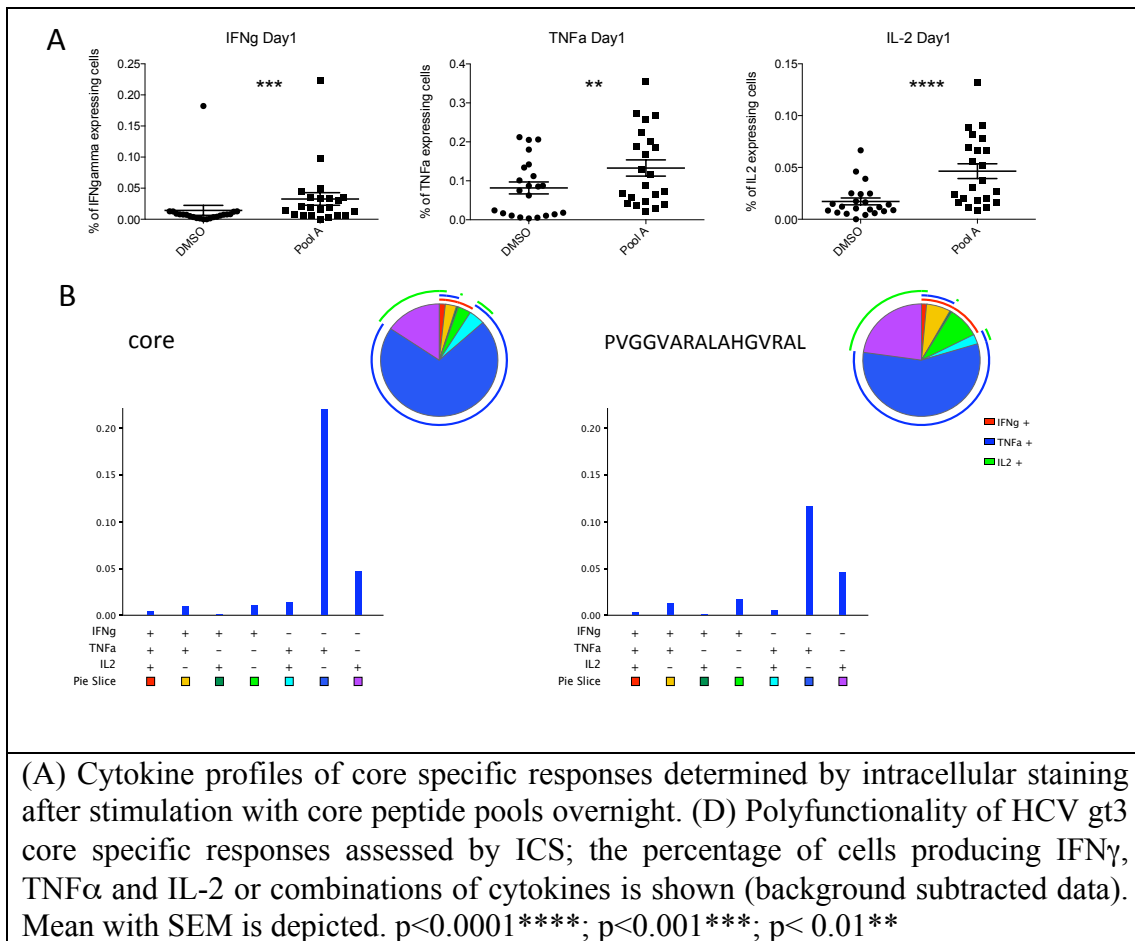 A
IFNg Day1
TNFa Day1
IL-2 Day1
% of IFNgamma expressing cells
0.25
0.20
0.15
0.10
0.05
0.00
***
DMSO
Pool A
% of TNFa expressing cells
0.4
0.3
0.2
0.1
0.0
**
DMSO
Pool A
% of IL2 expressing cells
0.15
0.10
0.05
0.00
****
DMSO
Pool A
B
core
0.20
0.15
0.10
0.05
0.00
IFNg + + + + - - -
TNFa + + - - + + -
IL2 + - + - + - +
Pie Slice
PVGGVARALAHGVRAL
IFNg +
TNFa +
IL2 +
0.20
0.15
0.10
0.05
0.00
IFNg + + + + - - -
TNFa + + - - + + -
IL2 + - + - + - +
Pie Slice
(A) Cytokine profiles of core specific responses determined by intracellular staining
after stimulation with core peptide pools overnight. (D) Polyfunctionality of HCV gt3
core specific responses assessed by ICS; the percentage of cells producing IFNγ,
TNFα and IL-2 or combinations of cytokines is shown (background subtracted data).
Mean with SEM is depicted. p<0.0001****; p<0.001***; p< 0.01**